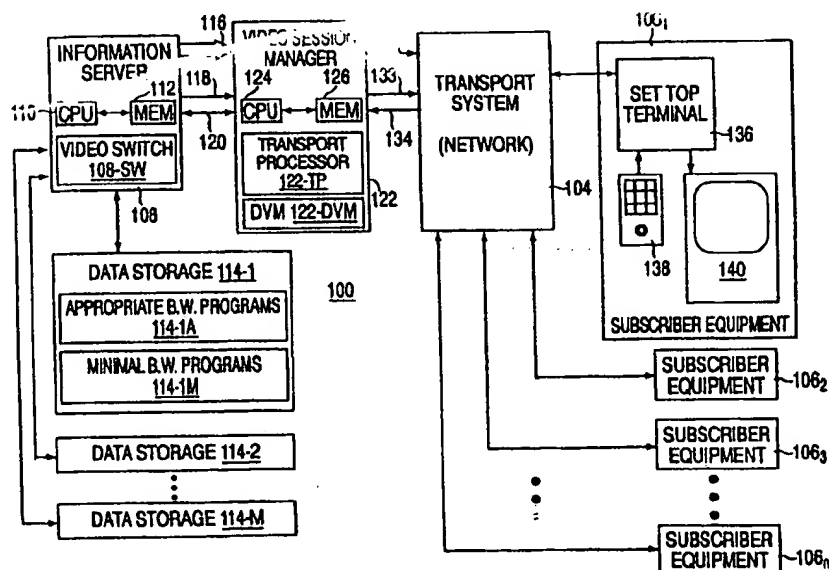 INFORMATION
SERVER
CPU
112
MEM
VIDEO SWITCH
108-SW
108
116
118
120
VIDEO SESSION
MANAGER
124
126
CPU
MEM
TRANSPORT
PROCESSOR
122-TP
DVM 122-DVM
122
133
134
TRANSPORT
SYSTEM
(NETWORK)
104
SET TOP
TERMINAL
136
138
140
SUBSCRIBER EQUIPMENT
DATA STORAGE 114-1
APPROPRIATE B.W. PROGRAMS
114-1A
MINIMAL B.W. PROGRAMS
114-1M
100
DATA STORAGE 114-2
DATA STORAGE 114-M
SUBSCRIBER
EQUIPMENT
106₂
SUBSCRIBER
EQUIPMENT
106₃
SUBSCRIBER
EQUIPMENT